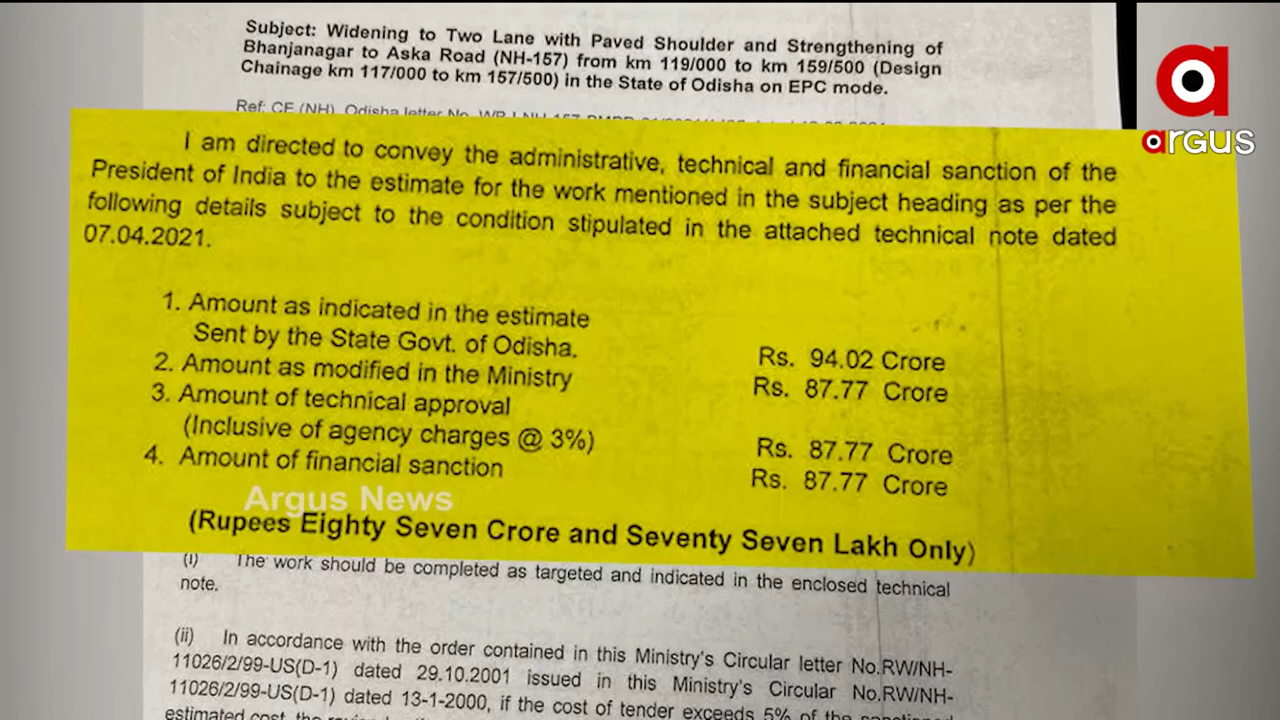 Subject: Widening to Two Lane with Paved Shoulder and Strengthening of
Bhanjanagar to Aska Road (NH-157) from km 119/000 to km 159/500 (Design
Chainage km 117/000 to km 157/500) in the State of Odisha on EPC mode.
Ref: CE (NH), Odisha letter No.
argus
I am directed to convey the administrative, technical and financial sanction of the
President of India to the estimate for the work mentioned in the subject heading as per the
following details subject to the condition stipulated in the attached technical note dated
07.04.2021.
1. Amount as indicated in the estimate
Sent by the State Govt. of Odisha. Rs. 94.02 Crore
2. Amount as modified in the Ministry Rs. 87.77 Crore
3. Amount of technical approval
(Inclusive of agency charges @ 3%) Rs. 87.77 Crore
4. Amount of financial sanction Rs. 87.77 Crore
Argus News
(Rupees Eighty Seven Crore and Seventy Seven Lakh Only)
(i) The work should be completed as targeted and indicated in the enclosed technical
note.
(ii) In accordance with the order contained in this Ministry's Circular letter No.RW/NH-
11026/2/99-US(D-1) dated 29.10.2001 issued in this Ministry's Circular No.RW/NH-
11026/2/99-US(D-1) dated 13-1-2000, if the cost of tender exceeds 5% of the sanctioned
estimated cost, the